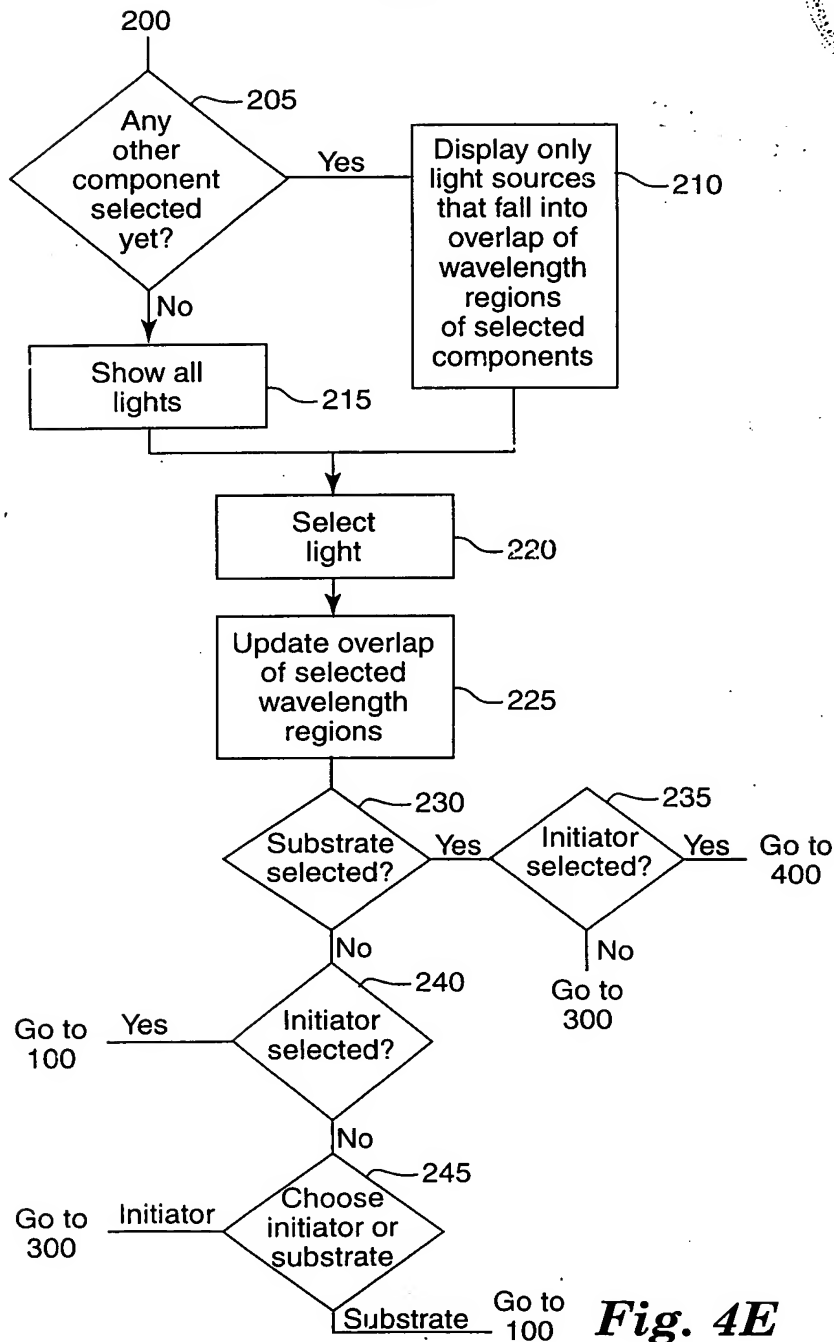 200
205
Any
other
component
selected
yet?
Yes
Display only
light sources
that fall into
overlap of
wavelength
regions
of selected
components
210
No
Show all
lights
215
Select
light
220
Update overlap
of selected
wavelength
regions
225
230
Substrate
selected?
Yes
235
Initiator
selected?
Yes
Go to
400
No
Go to
300
No
240
Initiator
selected?
Yes
Go to
100
No
245
Choose
initiator or
substrate
Initiator
Go to
300
Substrate
Go to
100
Fig. 4E